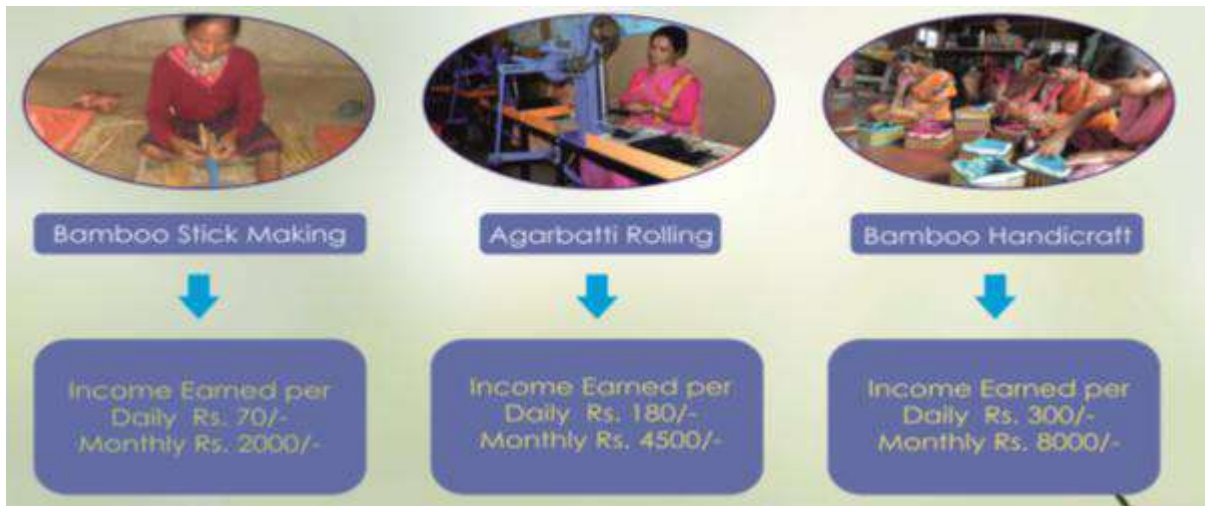 Bamboo Stick Making
Agarbatti Rolling
Bamboo Handicraft
Income Earned per
Daily Rs. 70/-
Monthly Rs. 2000/-
Income Earned per
Daily Rs. 180/-
Monthly Rs. 4500/-
Income Earned per
Daily Rs. 300/-
Monthly Rs. 8000/-